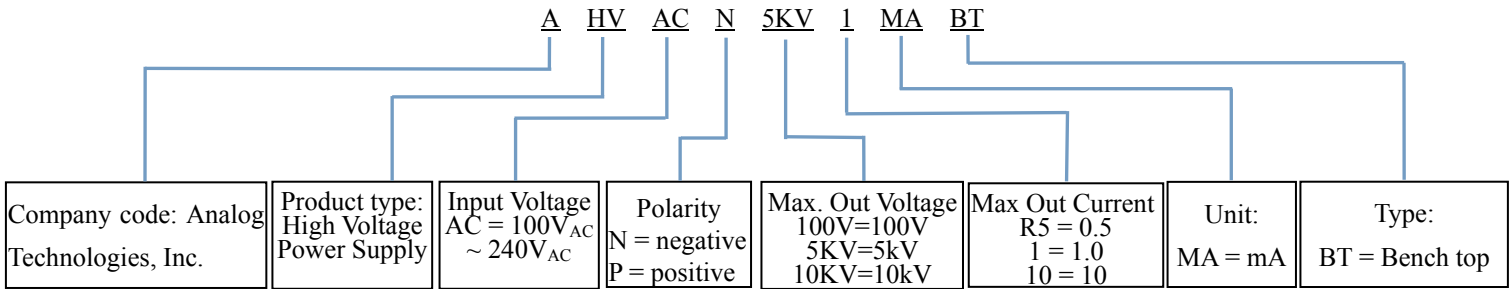 A HV AC N 5KV 1 MA BT
Company code: Analog
Technologies, Inc.
Product type:
High Voltage
Power Supply
Input Voltage
AC = 100VAC
~ 240VAC
Polarity
N = negative
P = positive
Max. Out Voltage
100V=100V
5KV=5kV
10KV=10kV
Max Out Current
R5 = 0.5
1 = 1.0
10 = 10
Unit:
MA = mA
Type:
BT = Bench top